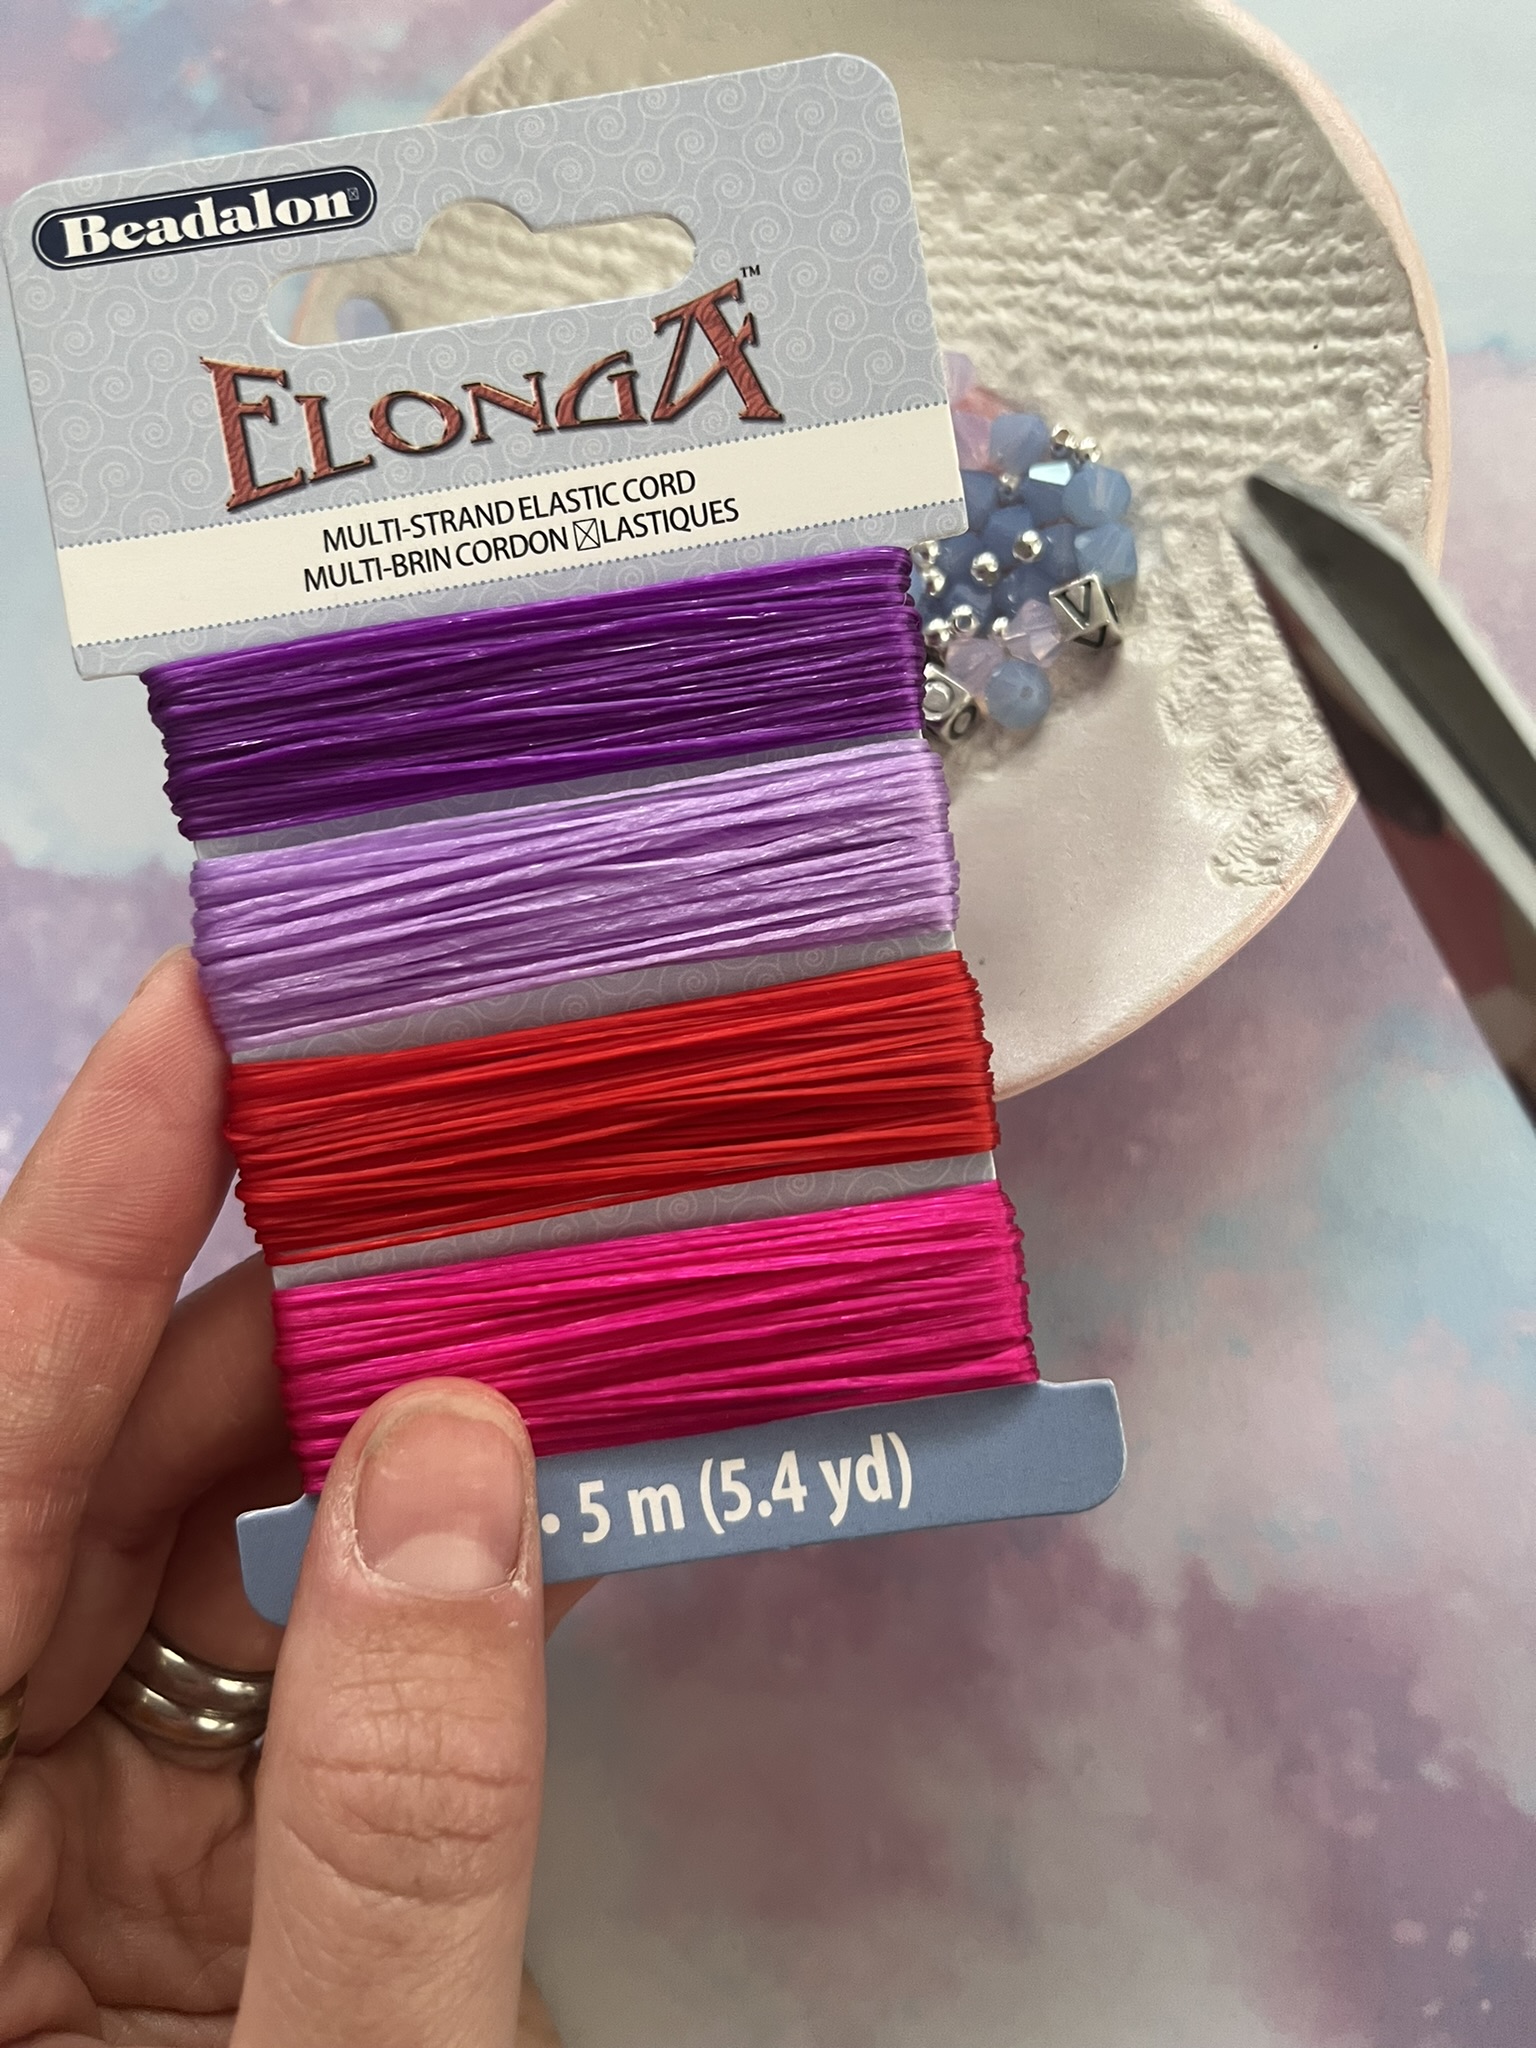 Beadalon
ELONGA™
MULTI-STRAND ELASTIC CORD
MULTI-BRIN CORDON ☒LASTIQUES
• 5 m (5.4 yd)
V
O